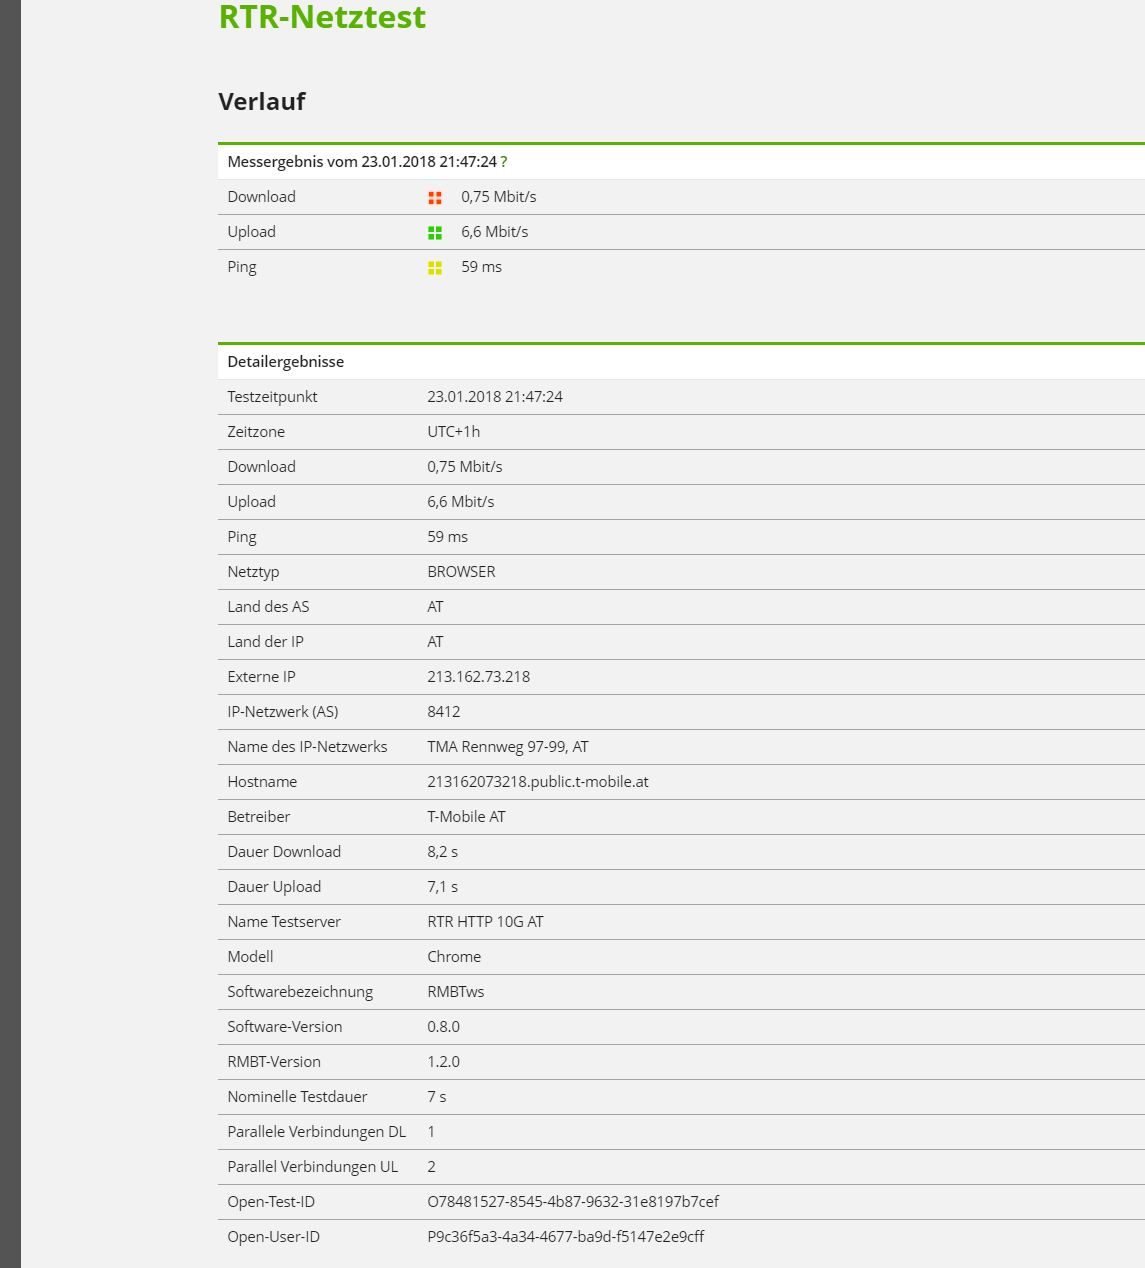 RTR-Netztest
Verlauf
Messergebnis vom 23.01.2018 21:47:24 ?
Download 0,75 Mbit/s
Upload 6,6 Mbit/s
Ping 59 ms
Detailergebnisse
Testzeitpunkt 23.01.2018 21:47:24
Zeitzone UTC+1h
Download 0,75 Mbit/s
Upload 6,6 Mbit/s
Ping 59 ms
Netztyp BROWSER
Land des AS AT
Land der IP AT
Externe IP 213.162.73.218
IP-Netzwerk (AS) 8412
Name des IP-Netzwerks TMA Rennweg 97-99, AT
Hostname 213162073218.public.t-mobile.at
Betreiber T-Mobile AT
Dauer Download 8,2 s
Dauer Upload 7,1 s
Name Testserver RTR HTTP 10G AT
Modell Chrome
Softwarebezeichnung RMBTws
Software-Version 0.8.0
RMBT-Version 1.2.0
Nominelle Testdauer 7 s
Parallele Verbindungen DL 1
Parallel Verbindungen UL 2
Open-Test-ID O78481527-8545-4b87-9632-31e8197b7cef
Open-User-ID P9c36f5a3-4a34-4677-ba9d-f5147e2e9cff